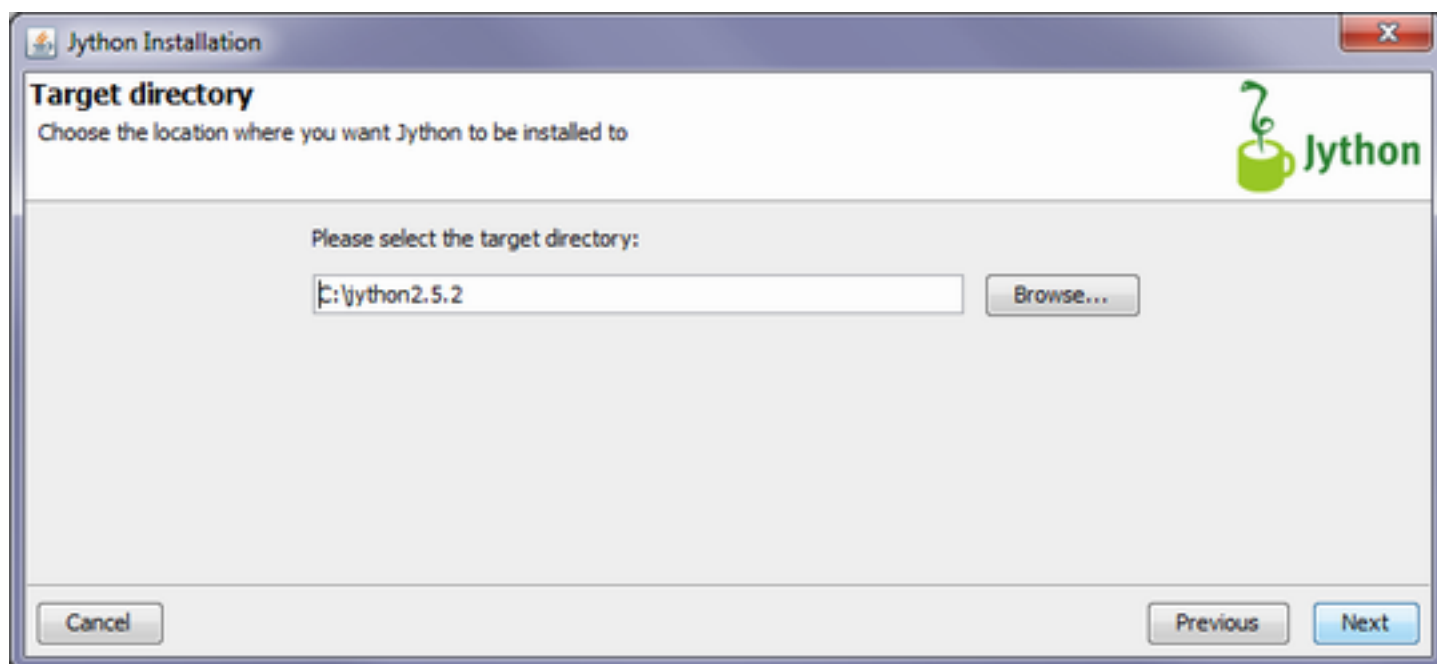 Jython Installation
Target directory
Choose the location where you want Jython to be installed to
Jython
Please select the target directory:
C:\jython2.5.2
Browse...
Cancel
Previous
Next